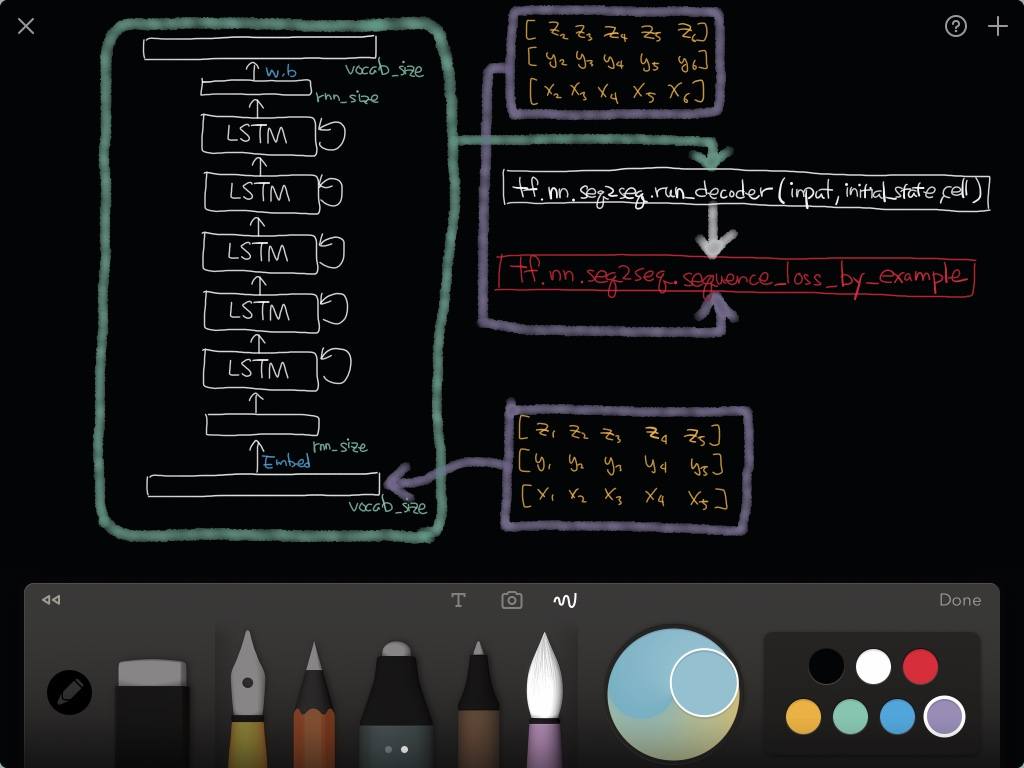 vocab_size
w,b
rnn_size
LSTM
LSTM
LSTM
LSTM
LSTM
rnn_size
Embed
vocab_size
[ z2 z3 z4 z5 z6 ]
[ y2 y3 y4 y5 y6 ]
[ x2 x3 x4 x5 x6 ]
tf.nn.seq2seq.rnn_decoder(input, initial_state, cell)
tf.nn.seq2seq.sequence_loss_by_example
[ z1 z2 z3 z4 z5 ]
[ y1 y2 y3 y4 y5 ]
[ x1 x2 x3 x4 x5 ]
T
Done